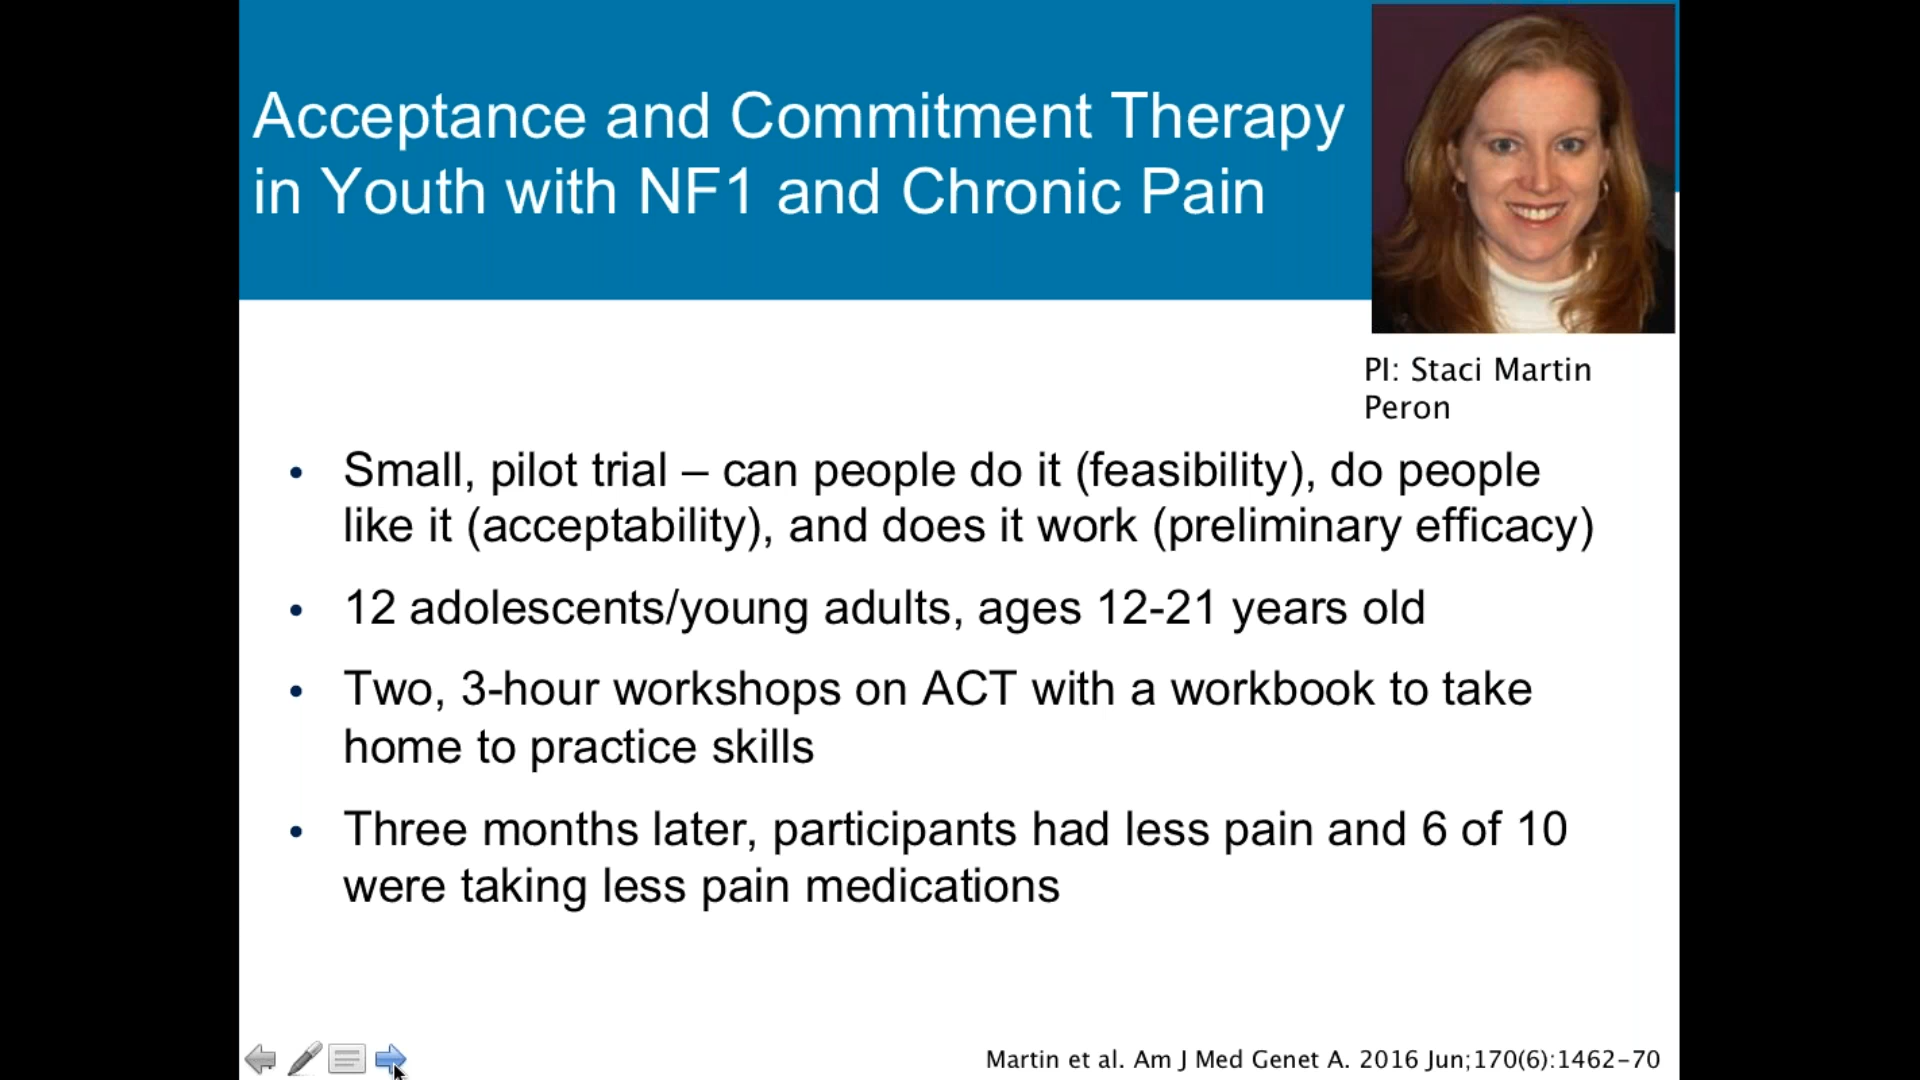 Acceptance and Commitment Therapy
in Youth with NF1 and Chronic Pain
PI: Staci Martin
Peron
• Small, pilot trial – can people do it (feasibility), do people
like it (acceptability), and does it work (preliminary efficacy)
• 12 adolescents/young adults, ages 12-21 years old
• Two, 3-hour workshops on ACT with a workbook to take
home to practice skills
• Three months later, participants had less pain and 6 of 10
were taking less pain medications
Martin et al. Am J Med Genet A. 2016 Jun;170(6):1462-70